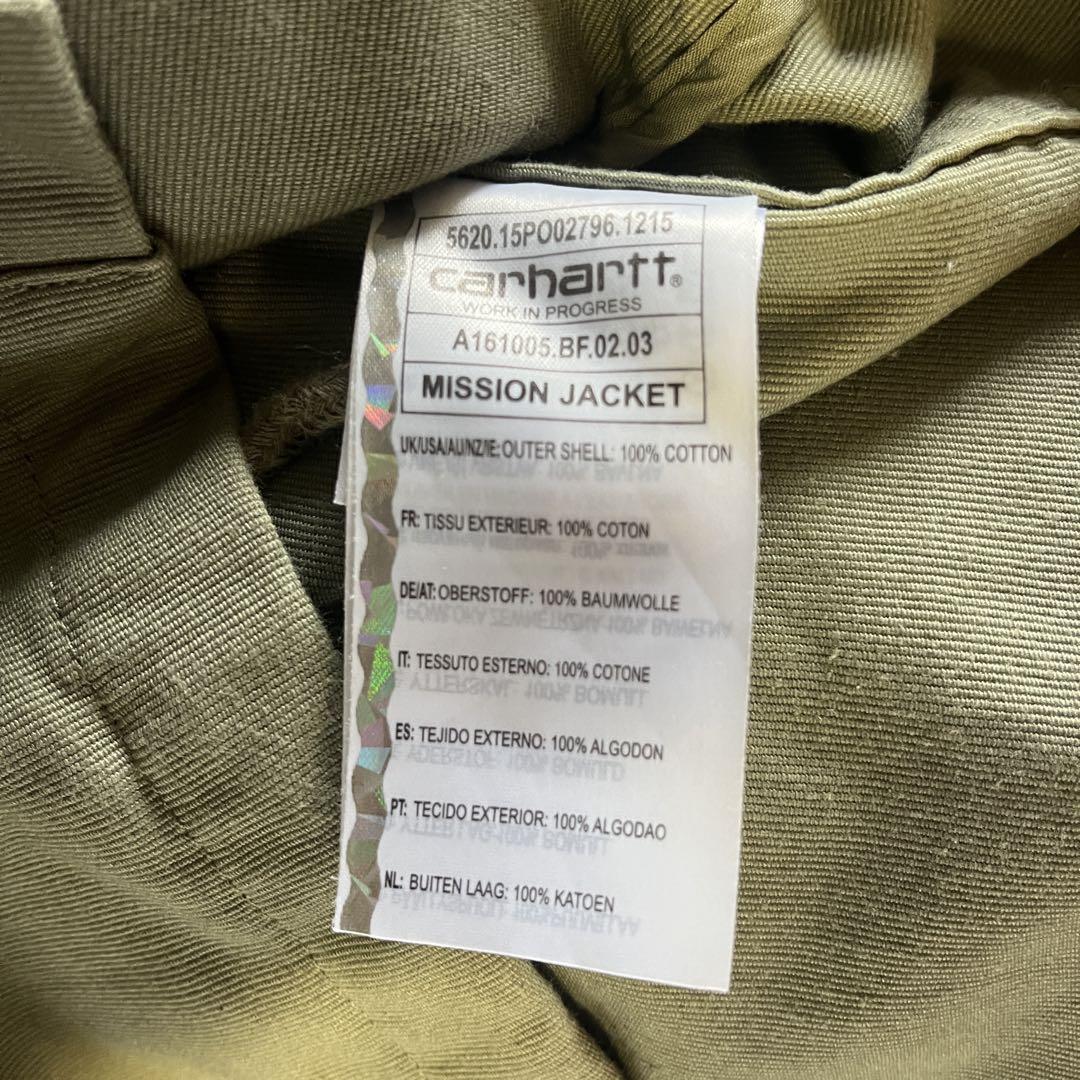 5620.15PO02796.1215
carhartt®
WORK IN PROGRESS
A161005.BF.02.03
MISSION JACKET
UK/USA/AU/NZ/IE: OUTER SHELL: 100% COTTON
FR: TISSU EXTERIEUR: 100% COTON
DE/AT: OBERSTOFF: 100% BAUMWOLLE
IT: TESSUTO ESTERNO: 100% COTONE
ES: TEJIDO EXTERNO: 100% ALGODON
PT: TECIDO EXTERIOR: 100% ALGODAO
NL: BUITEN LAAG: 100% KATOEN